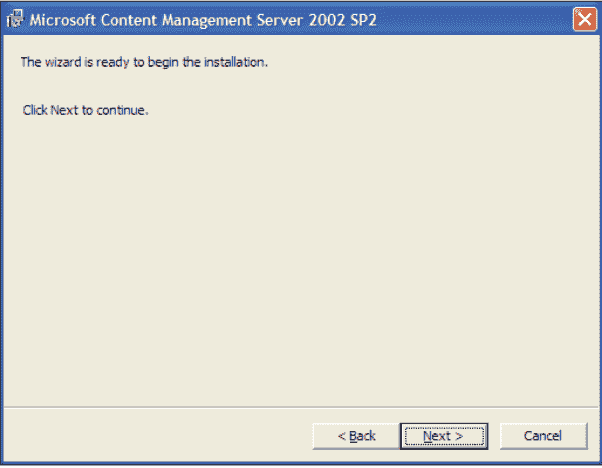 Microsoft Content Management Server 2002 SP2
The wizard is ready to begin the installation.
Click Next to continue.
< Back
Next >
Cancel